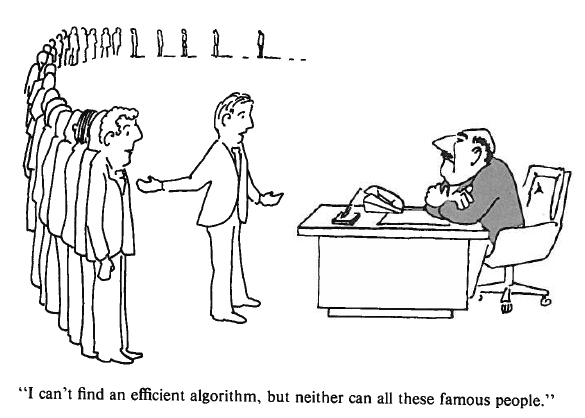 “I can’t find an efficient algorithm, but neither can all these famous people.”